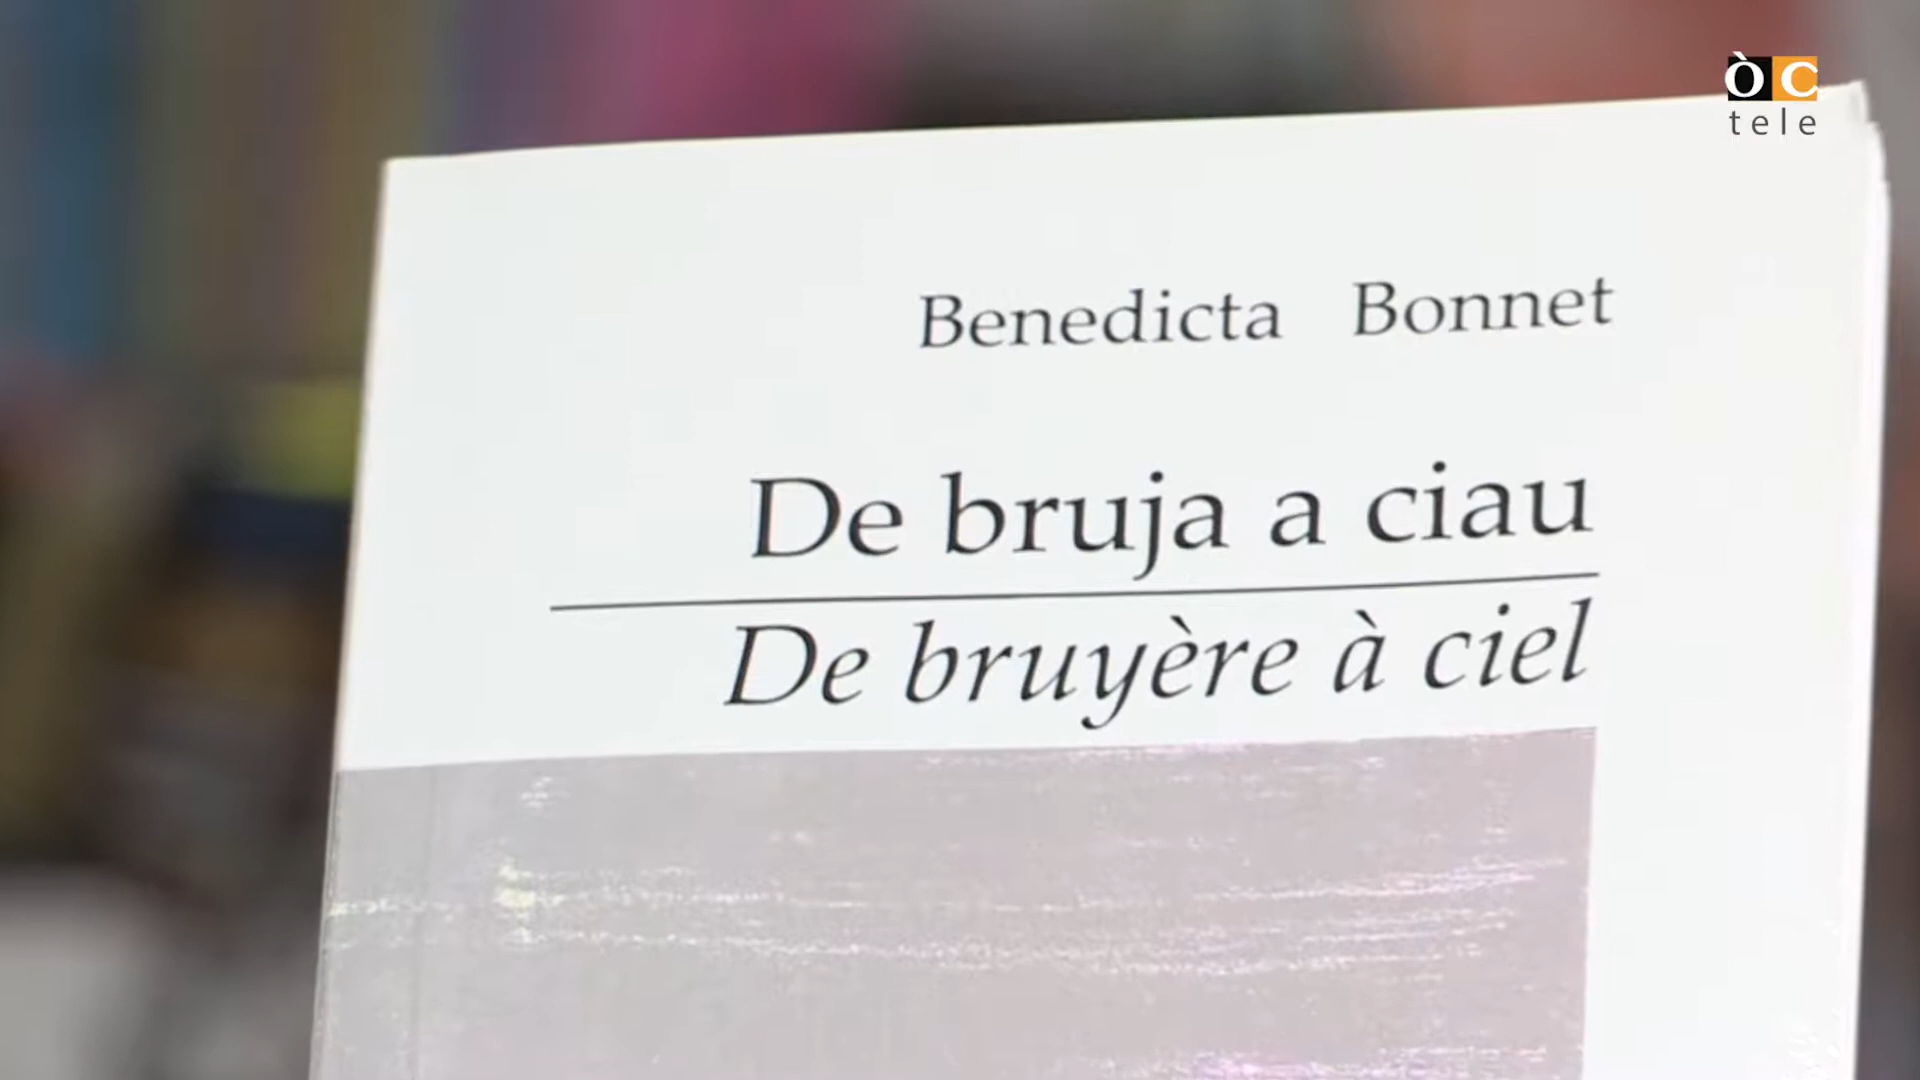 òc
tele
Benedicta Bonnet
De bruja a ciau
De bruyère à ciel